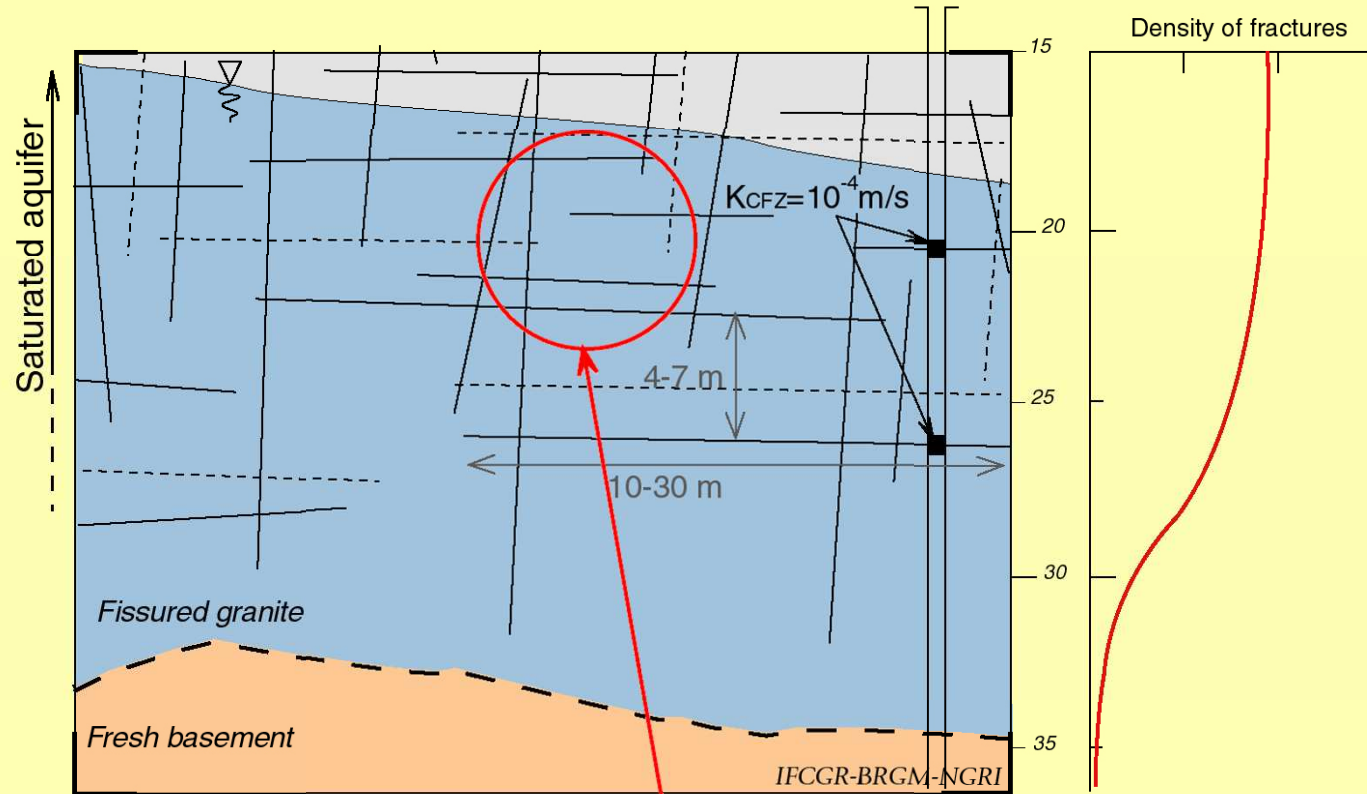 Density of fractures
15
Saturated aquifer
KCFZ=10-4m/s
20
4-7 m
25
10-30 m
30
Fissured granite
Fresh basement
35
IFCGR-BRGM-NGRI